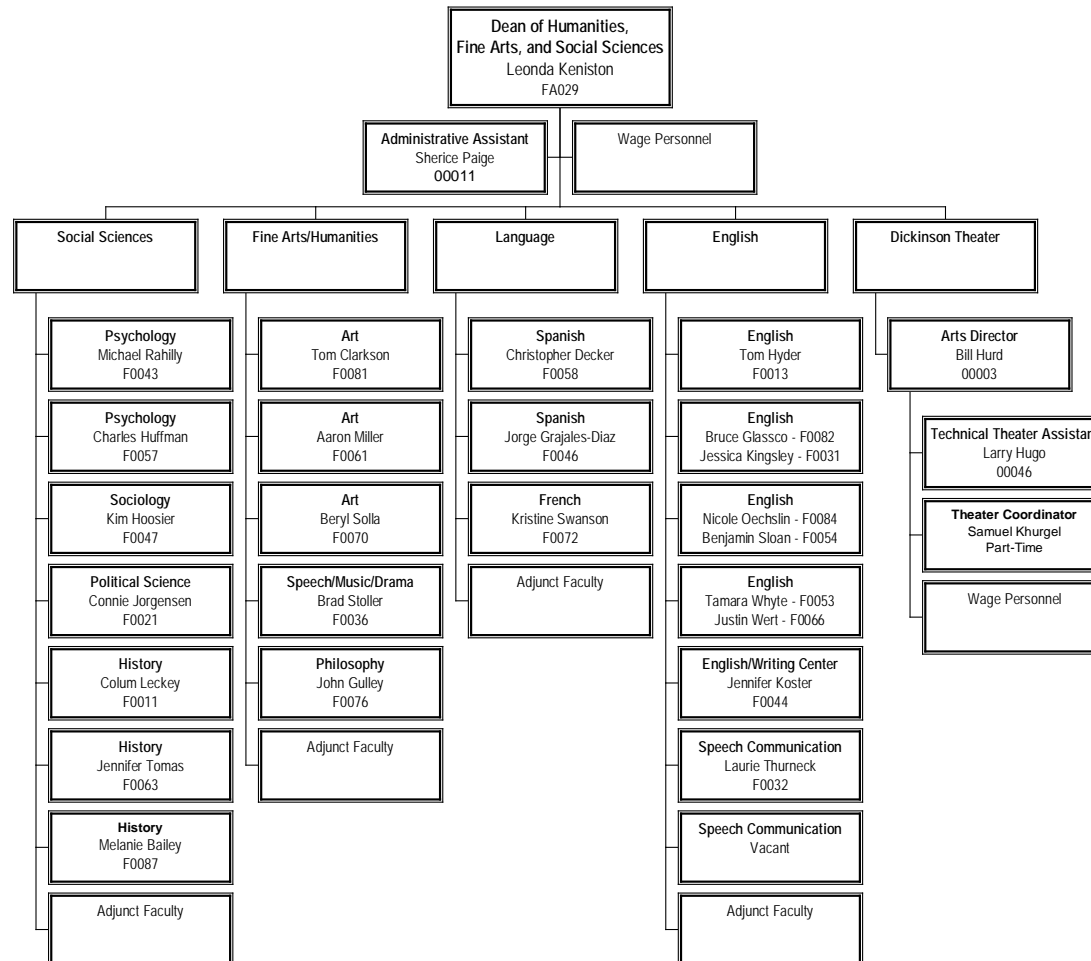 Dean of Humanities,
Fine Arts, and Social Sciences
Leonda Keniston
FA029
Administrative Assistant
Sherice Paige
00011
Wage Personnel
Social Sciences
Fine Arts/Humanities
Language
English
Dickinson Theater
Psychology
Michael Rahilly
F0043
Psychology
Charles Huffman
F0057
Sociology
Kim Hoosier
F0047
Political Science
Connie Jorgensen
F0021
History
Colum Leckey
F0011
History
Jennifer Tomas
F0063
History
Melanie Bailey
F0087
Adjunct Faculty
Art
Tom Clarkson
F0081
Art
Aaron Miller
F0061
Art
Beryl Solla
F0070
Speech/Music/Drama
Brad Stoller
F0036
Philosophy
John Gulley
F0076
Adjunct Faculty
Spanish
Christopher Decker
F0058
Spanish
Jorge Grajales-Diaz
F0046
French
Kristine Swanson
F0072
Adjunct Faculty
English
Tom Hyder
F0013
English
Bruce Glassco - F0082
Jessica Kingsley - F0031
English
Nicole Oechslin - F0084
Benjamin Sloan - F0054
English
Tamara Whyte - F0053
Justin Wert - F0066
English/Writing Center
Jennifer Koster
F0044
Speech Communication
Laurie Thurneck
F0032
Speech Communication
Vacant
Adjunct Faculty
Arts Director
Bill Hurd
00003
Technical Theater Assistan
Larry Hugo
00046
Theater Coordinator
Samuel Khurgel
Part-Time
Wage Personnel